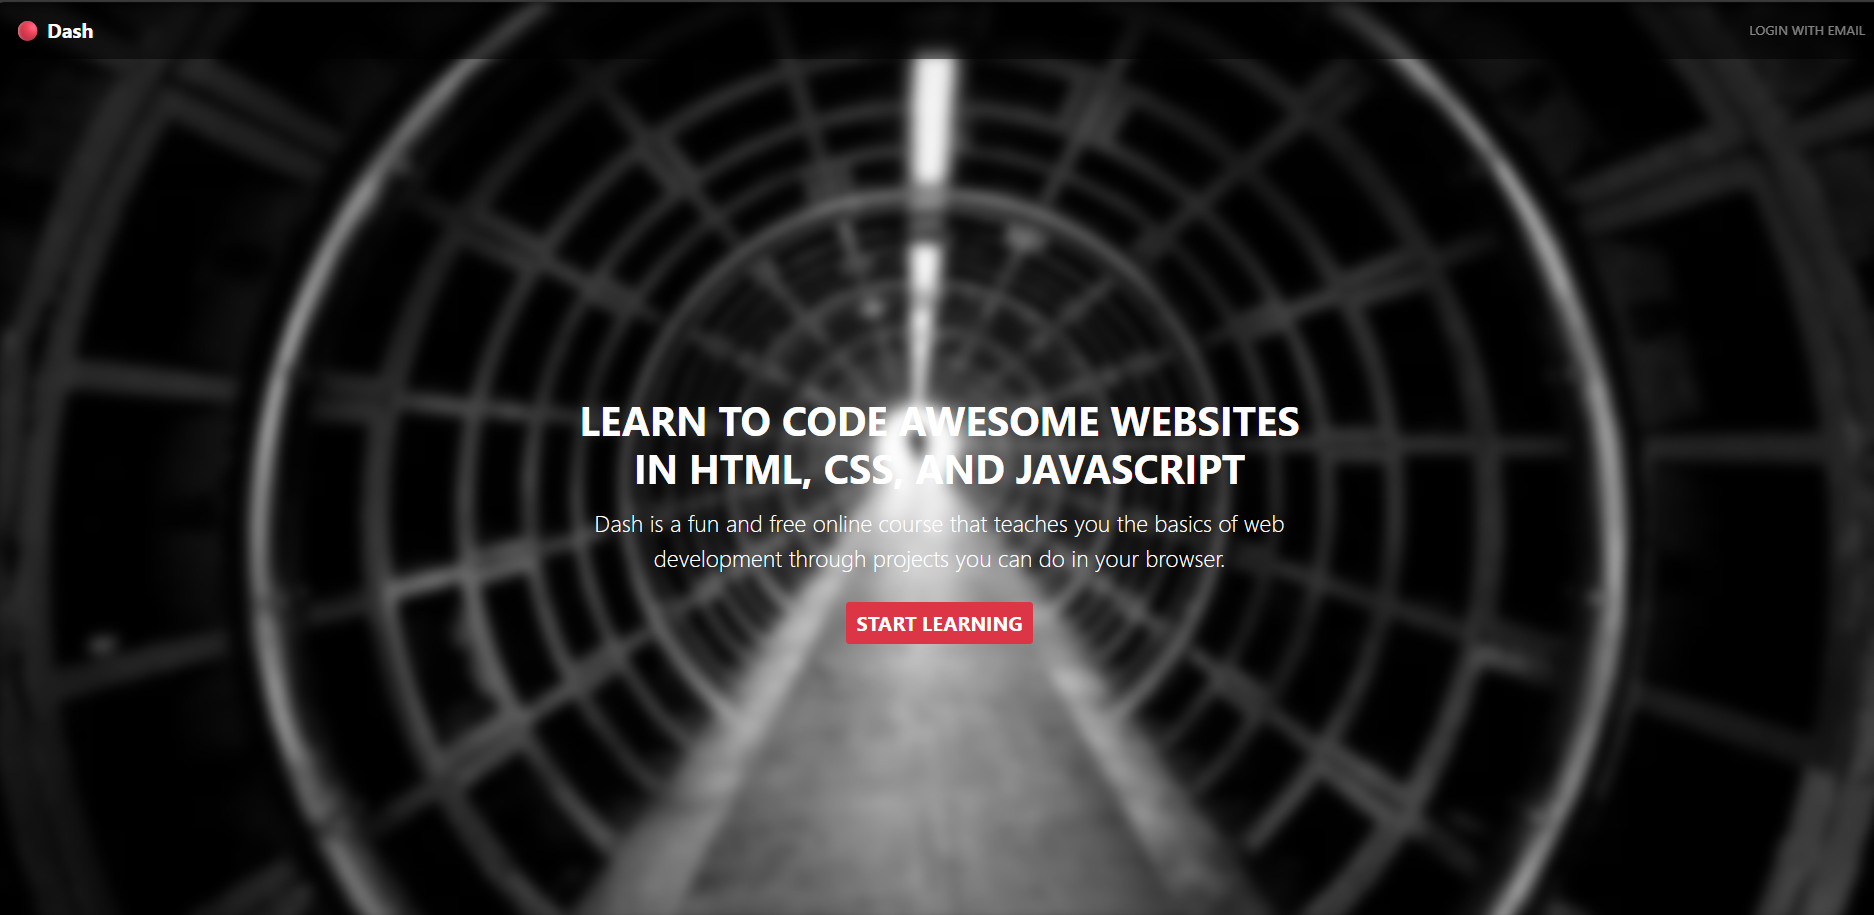 Dash
LOGIN WITH EMAIL
LEARN TO CODE AWESOME WEBSITES
IN HTML, CSS, AND JAVASCRIPT
Dash is a fun and free online course that teaches you the basics of web
development through projects you can do in your browser.
START LEARNING